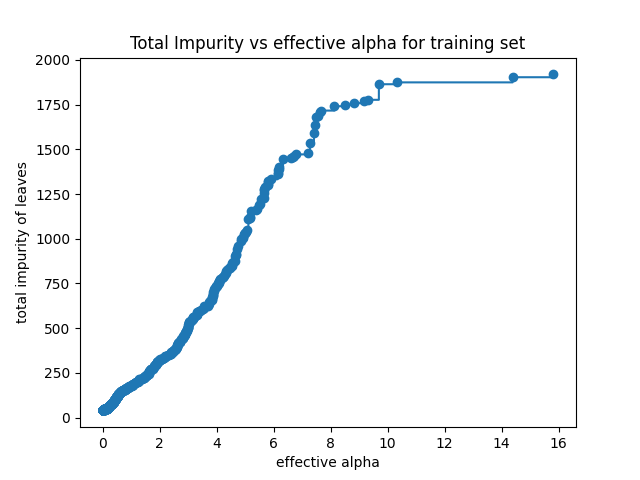 Total Impurity vs effective alpha for training set
total impurity of leaves
2000
1750
1500
1250
1000
750
500
250
0
0 2 4 6 8 10 12 14 16
effective alpha